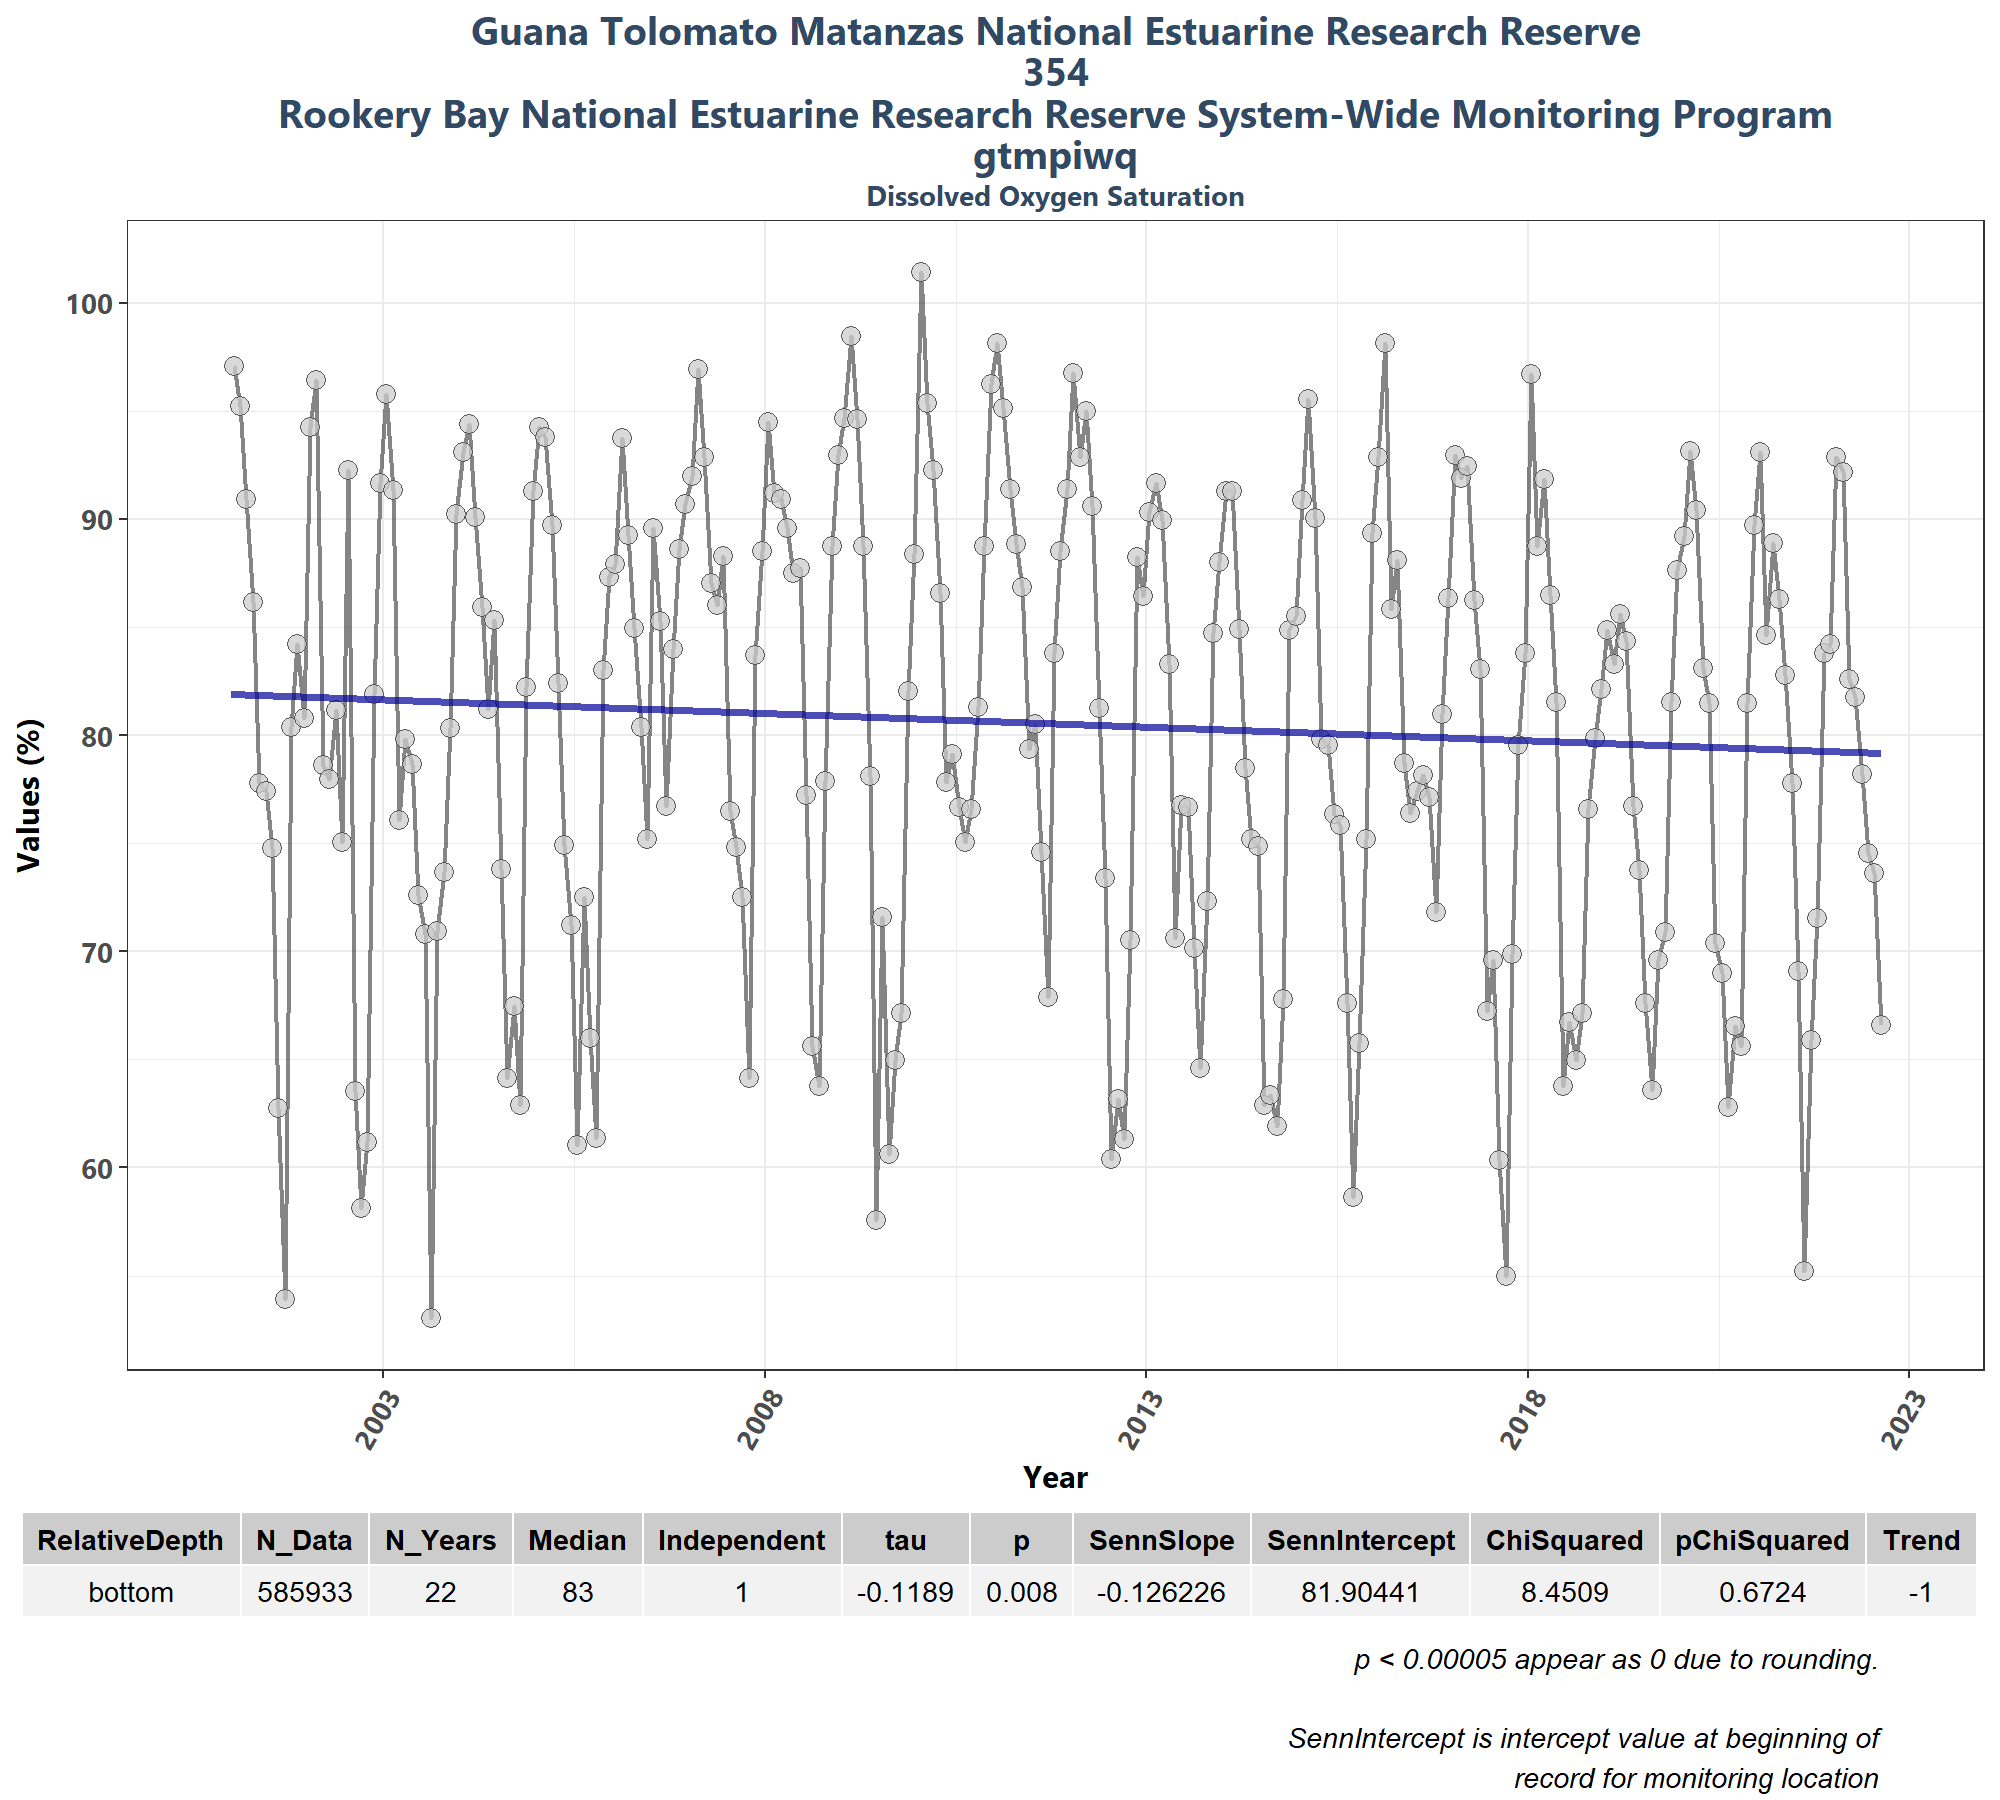 Guana Tolomato Matanzas National Estuarine Research Reserve
354
Rookery Bay National Estuarine Research Reserve System-Wide Monitoring Program
gtmpiwq
Dissolved Oxygen Saturation
100
90
80
70
60
Values (%)
2003
2008
2013
2018
2023
Year
RelativeDepth N_Data N_Years Median Independent tau p SennSlope SennIntercept ChiSquared pChiSquared Trend
bottom 585933 22 83 1 -0.1189 0.008 -0.126226 81.90441 8.4509 0.6724 -1
p < 0.00005 appear as 0 due to rounding.
SennIntercept is intercept value at beginning of
record for monitoring location